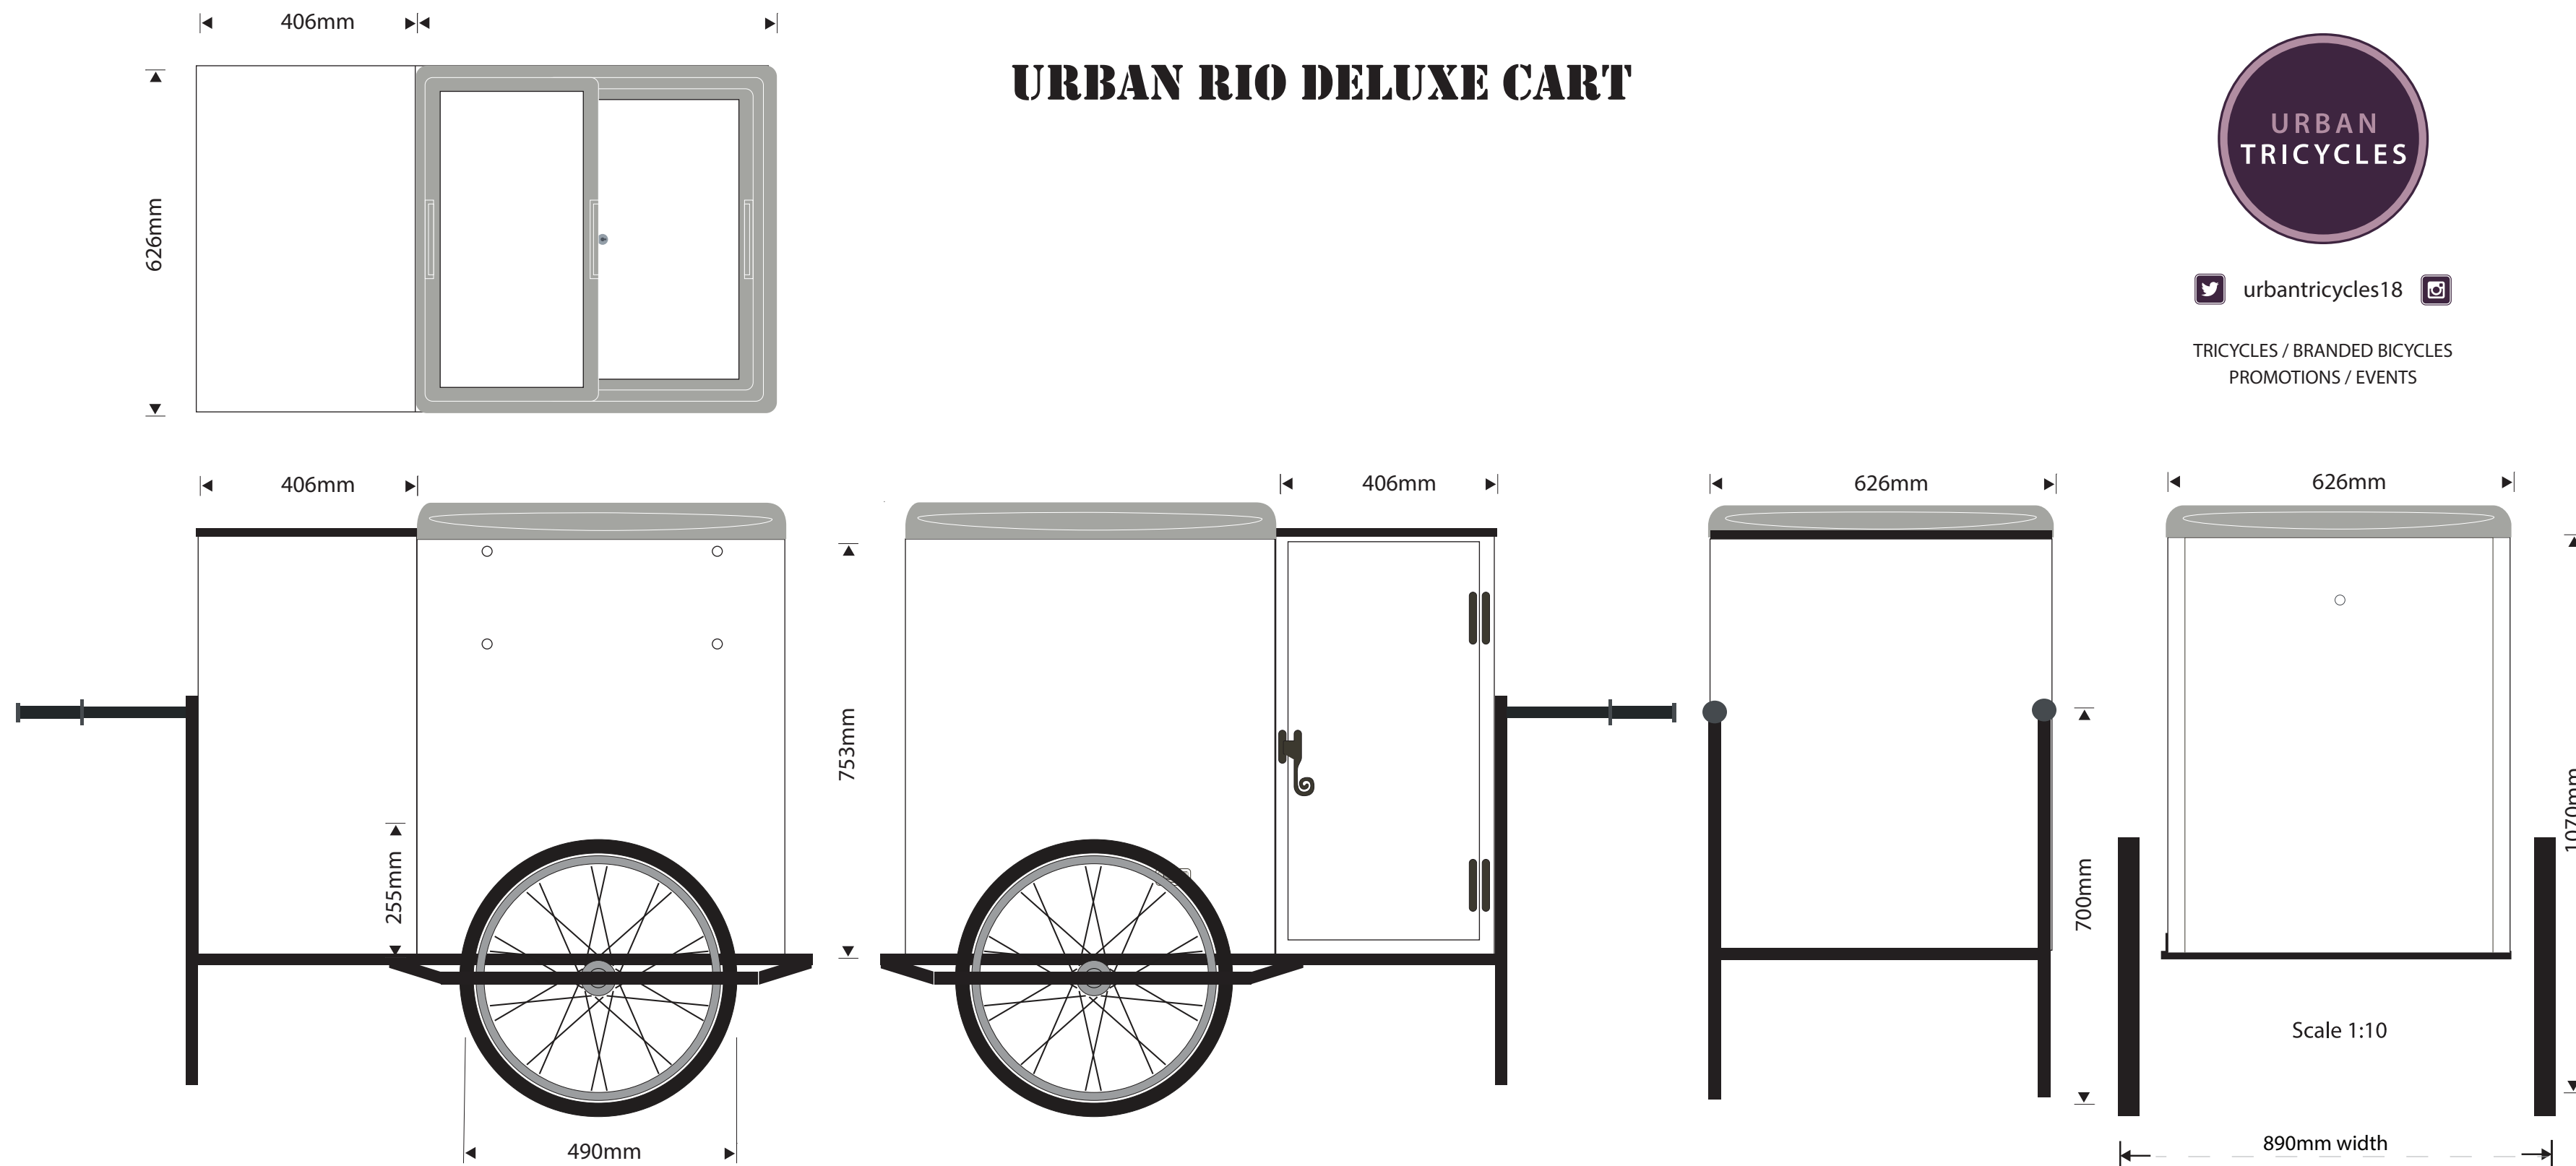 406mm
626mm
URBAN RIO DELUXE CART
URBAN
TRICYCLES
urbantricycles18
TRICYCLES / BRANDED BICYCLES
PROMOTIONS / EVENTS
406mm
406mm
626mm
626mm
255mm
753mm
700mm
1070mm
490mm
Scale 1:10
890mm width